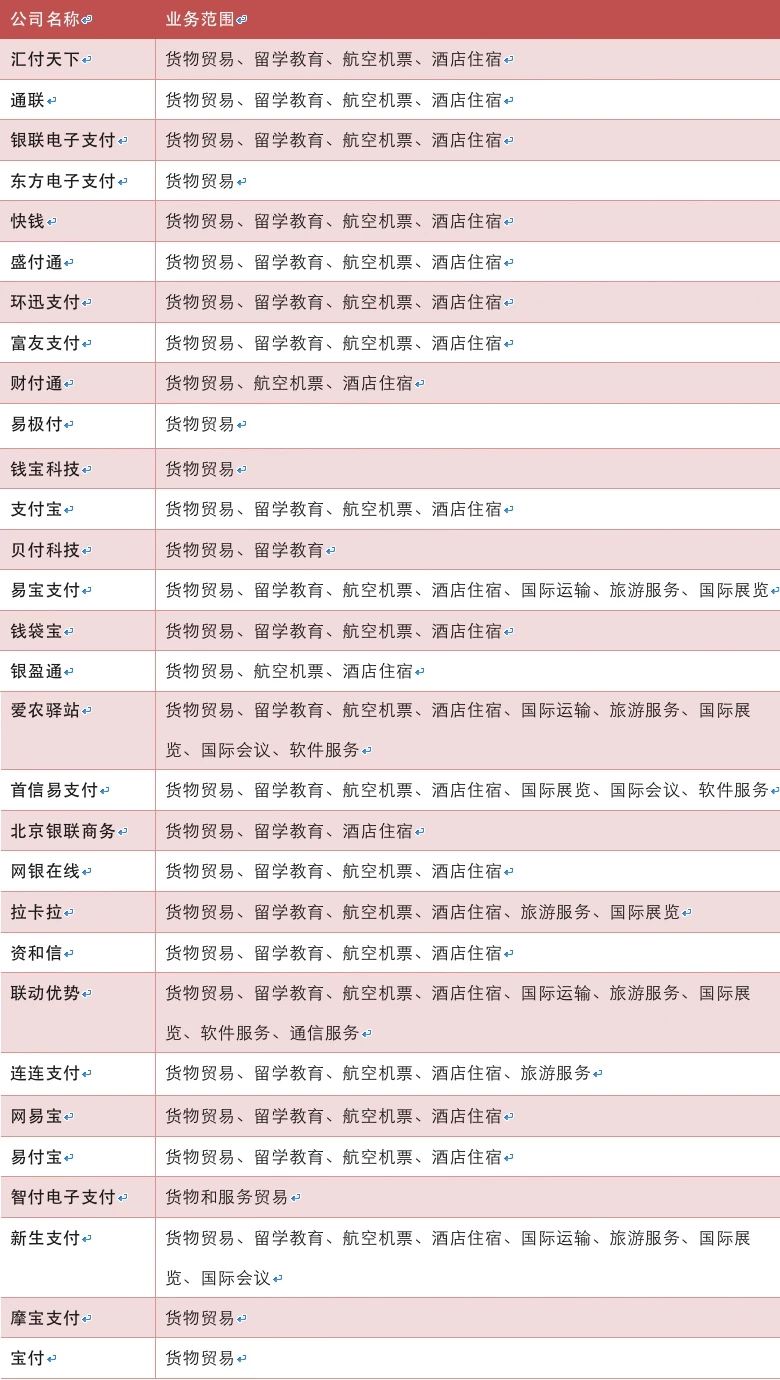 公司名称 业务范围
汇付天下 货物贸易、留学教育、航空机票、酒店住宿
通联 货物贸易、留学教育、航空机票、酒店住宿
银联电子支付 货物贸易、留学教育、航空机票、酒店住宿
东方电子支付 货物贸易
快钱 货物贸易、留学教育、航空机票、酒店住宿
盛付通 货物贸易、留学教育、航空机票、酒店住宿
环迅支付 货物贸易、留学教育、航空机票、酒店住宿
富友支付 货物贸易、留学教育、航空机票、酒店住宿
财付通 货物贸易、航空机票、酒店住宿
易极付 货物贸易
钱宝科技 货物贸易
支付宝 货物贸易、留学教育、航空机票、酒店住宿
贝付科技 货物贸易、留学教育
易宝支付 货物贸易、留学教育、航空机票、酒店住宿、国际运输、旅游服务、国际展览
钱袋宝 货物贸易、留学教育、航空机票、酒店住宿
银盈通 货物贸易、航空机票、酒店住宿
爱农驿站 货物贸易、留学教育、航空机票、酒店住宿、国际运输、旅游服务、国际展
览、国际会议、软件服务
首信易支付 货物贸易、留学教育、航空机票、酒店住宿、国际展览、国际会议、软件服务
北京银联商务 货物贸易、留学教育、酒店住宿
网银在线 货物贸易、留学教育、航空机票、酒店住宿
拉卡拉 货物贸易、留学教育、航空机票、酒店住宿、旅游服务、国际展览
资和信 货物贸易、留学教育、航空机票、酒店住宿
联动优势 货物贸易、留学教育、航空机票、酒店住宿、国际运输、旅游服务、国际展
览、软件服务、通信服务
连连支付 货物贸易、留学教育、航空机票、酒店住宿、旅游服务
网易宝 货物贸易、留学教育、航空机票、酒店住宿
易付宝 货物贸易、留学教育、航空机票、酒店住宿
智付电子支付 货物和服务贸易
新生支付 货物贸易、留学教育、航空机票、酒店住宿、国际运输、旅游服务、国际展
览、国际会议
摩宝支付 货物贸易
宝付 货物贸易